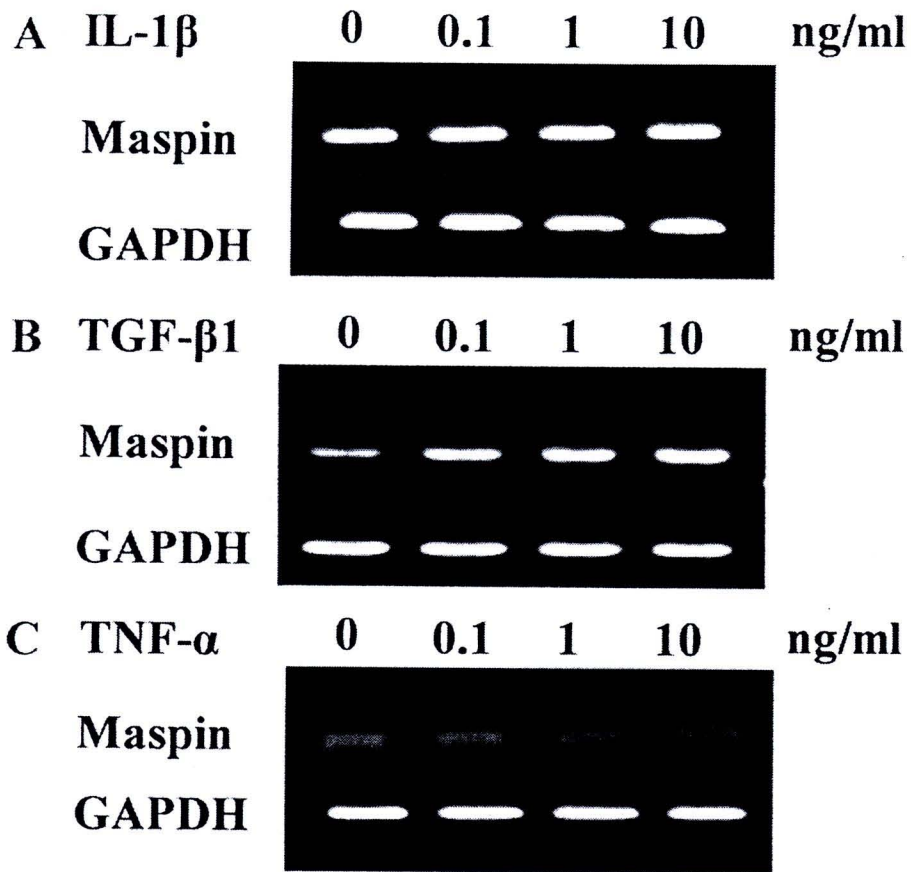 A IL-1β 0 0.1 1 10 ng/ml
Maspin
GAPDH
B TGF-β1 0 0.1 1 10 ng/ml
Maspin
GAPDH
C TNF-α 0 0.1 1 10 ng/ml
Maspin
GAPDH